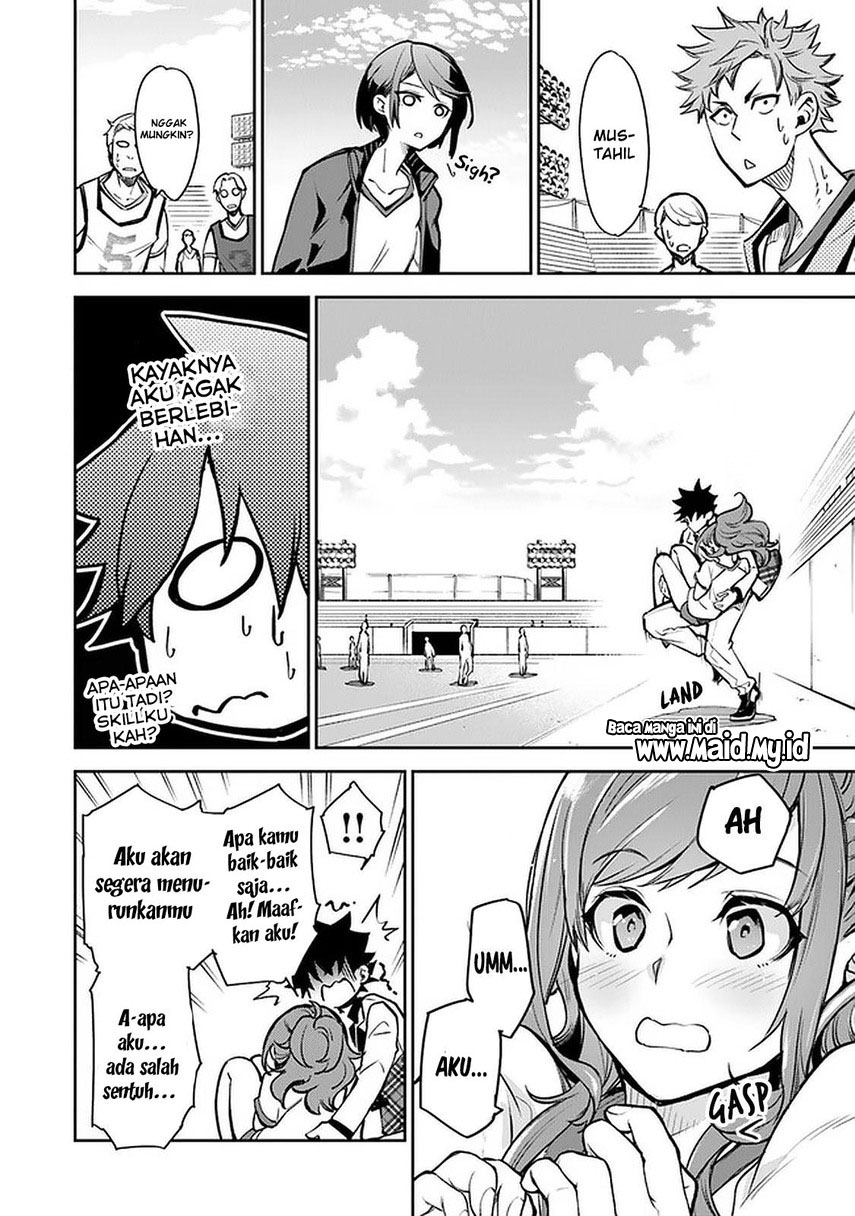 MUS-
TAHIL
Sigh?
NGGAK
MUNGKIN?
5
LAND
Baca Manga ini di
www.Maid.My.id
KAYAKNYA
AKU AGAK
BERLEBI-
HAN...
APA-APAAN
ITU TADI?
SKILLKU
KAH?
AH
UMM...
AKU...
GASP
!!
Apa kamu
baik-baik
saja...
Ah! Maaf-
kan aku!
Aku akan
segera menu-
runkanmu
A-apa
aku...
ada salah
sentuh...